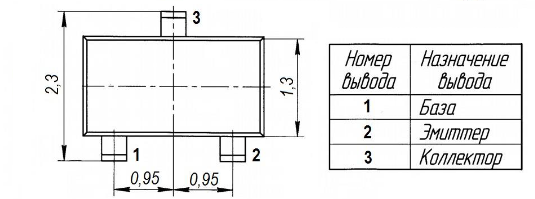 3
2,3
1,3
1
2
0,95
0,95
Номер вывода
Назначение вывода
1
База
2
Эмиттер
3
Коллектор